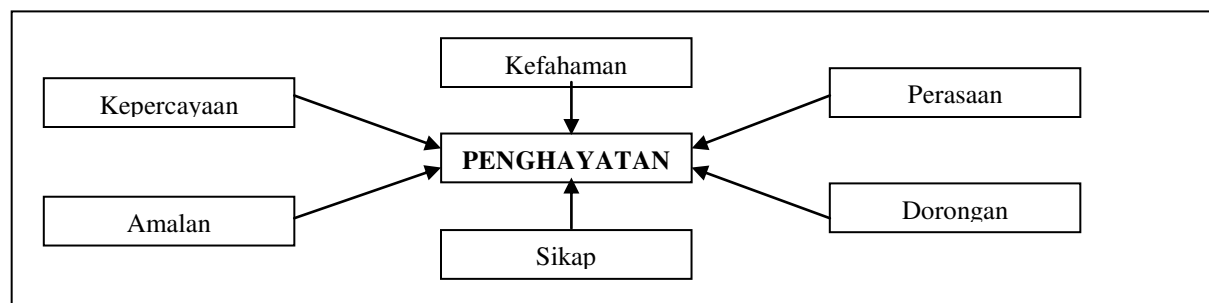 Kefahaman
Kepercayaan
Perasaan
PENGHAYATAN
Amalan
Dorongan
Sikap